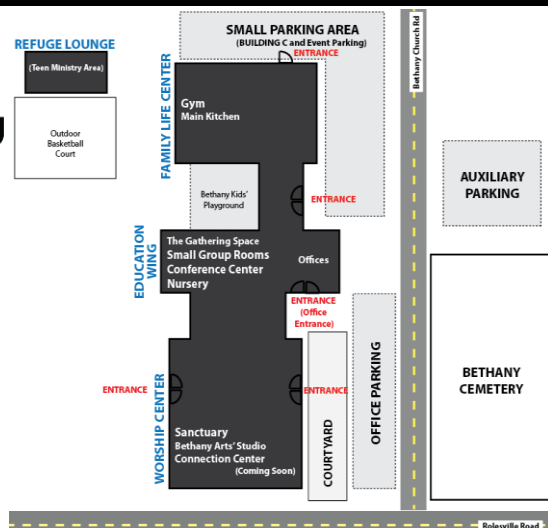 REFUGE LOUNGE
(Teen Ministry Area)
Outdoor
Basketball
Court
SMALL PARKING AREA
(BUILDING C and Event Parking)
ENTRANCE
FAMILY LIFE CENTER
Gym
Main Kitchen
Bethany Kids'
Playground
ENTRANCE
Bethany Church Rd
AUXILIARY
PARKING
EDUCATION
WING
The Gathering Space
Small Group Rooms
Conference Center
Nursery
Offices
ENTRANCE
(Office
Entrance)
WORSHIP CENTER
ENTRANCE
ENTRANCE
Sanctuary
Bethany Arts' Studio
Connection Center
(Coming Soon)
COURTYARD
OFFICE PARKING
BETHANY
CEMETERY
Rolesville Road